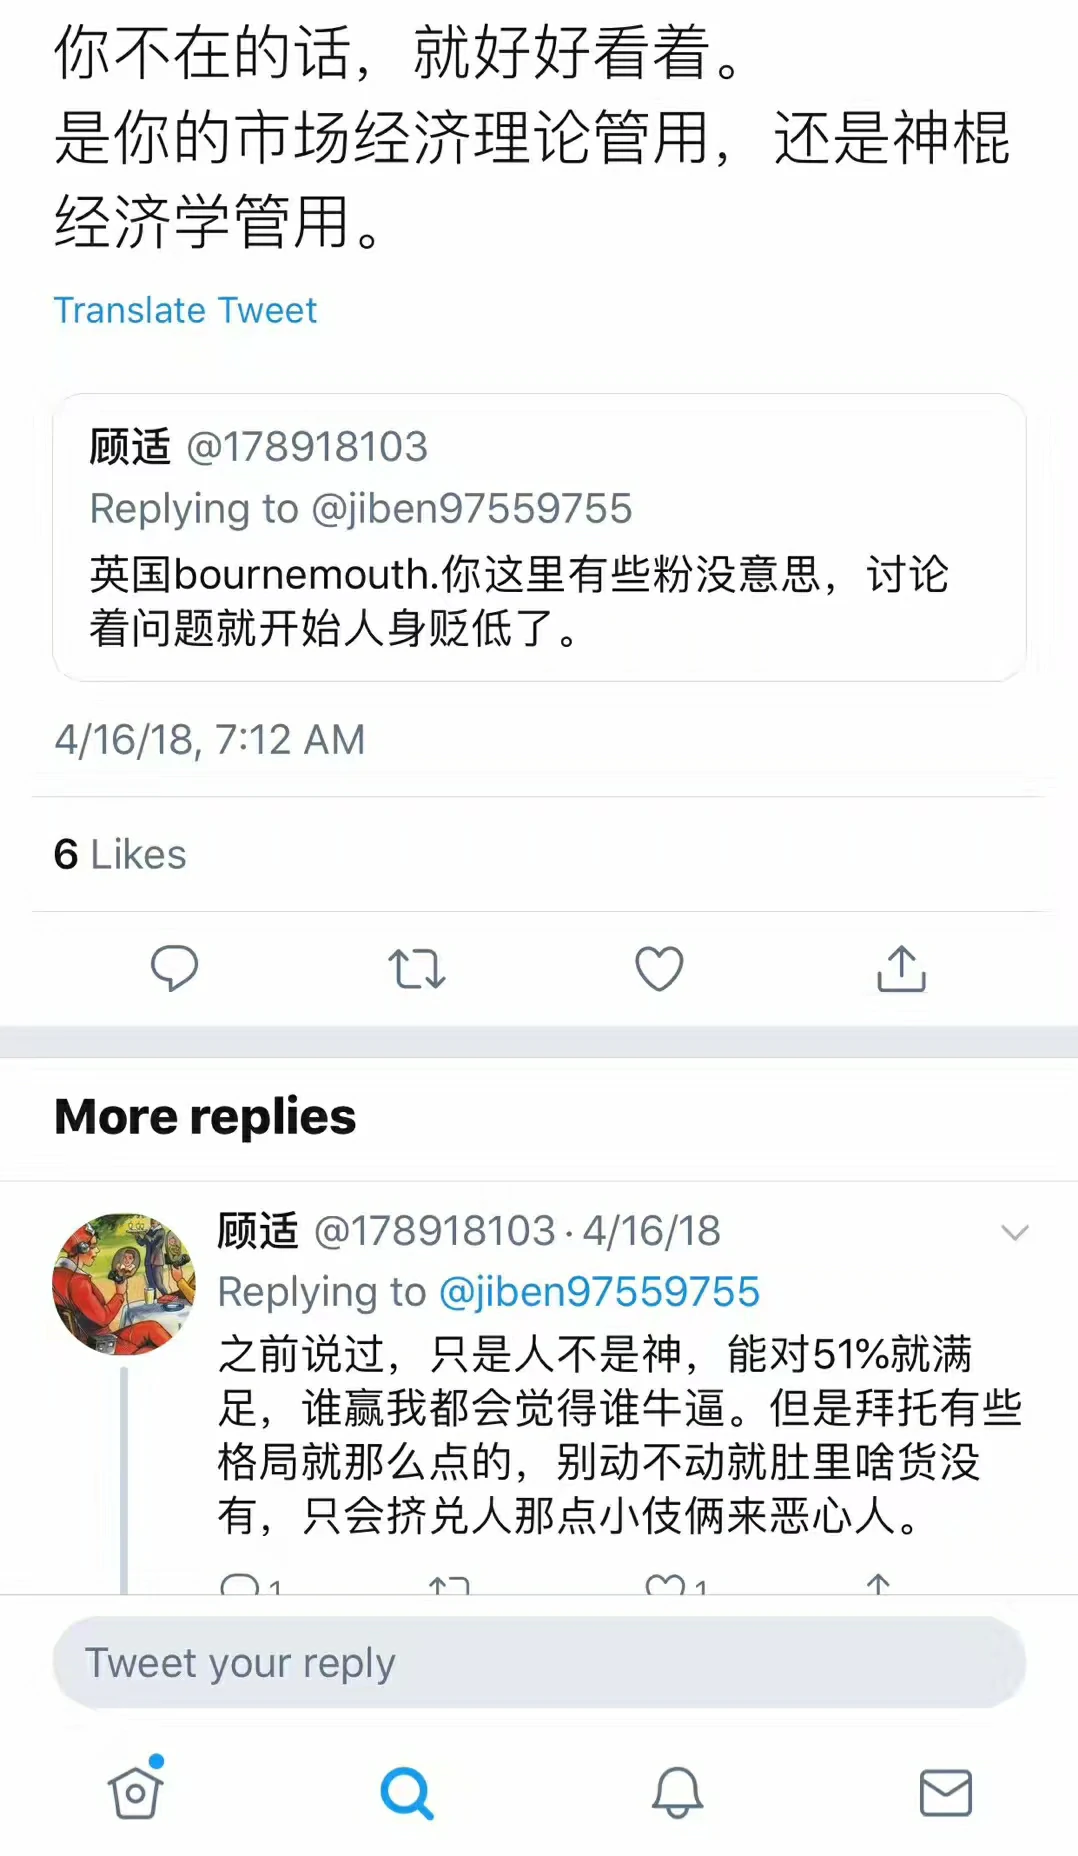 你不在的话，就好好看着。
是你的市场经济理论管用，还是神棍
经济学管用。
Translate Tweet
顾适 @178918103
Replying to @jiben97559755
英国bournemouth.你这里有些粉没意思，讨论
着问题就开始人身贬低了。
4/16/18, 7:12 AM
6 Likes
More replies
顾适 @178918103 · 4/16/18
Replying to @jiben97559755
之前说过，只是人不是神，能对51%就满
足，谁赢我都会觉得谁牛逼。但是拜托有些
格局就那么点的，别动不动就肚里啥货没
有，只会挤兑人那点小伎俩来恶心人。
1 1
Tweet your reply